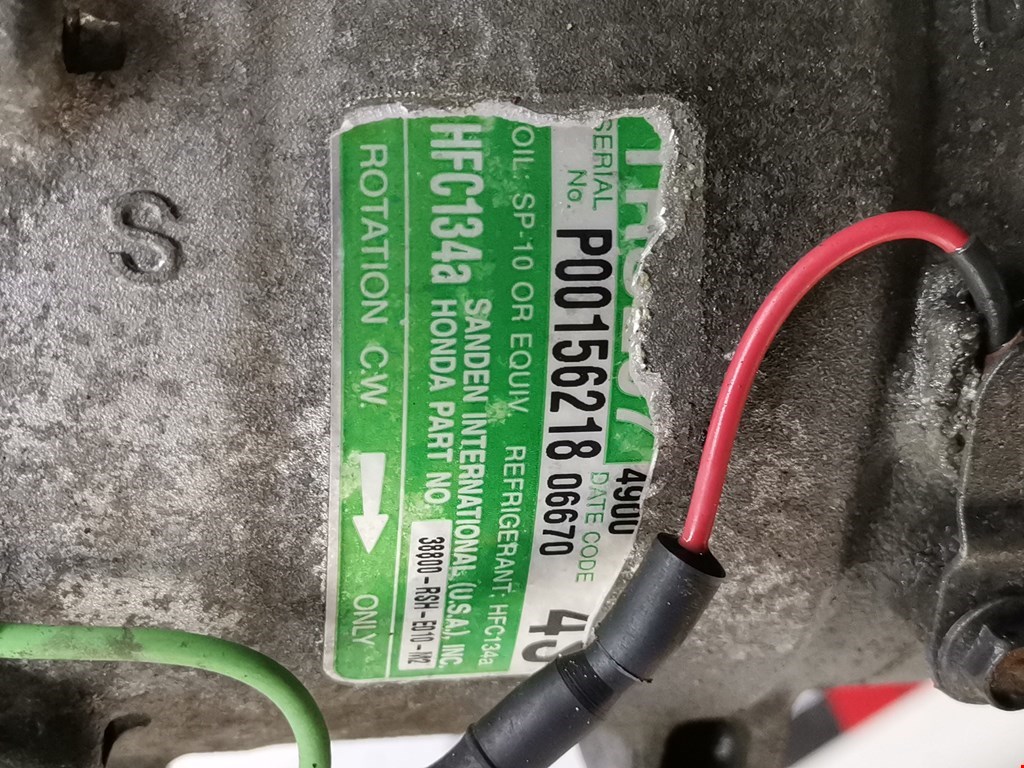 4900
SERIAL No. P00156218 DATE CODE 06670
OIL: SP-10 OR EQUIV. REFRIGERANT: HFC134a
SANDEN INTERNATIONAL (U.S.A.), INC.
HFC134a HONDA PART NO. 38800-RSH-E010-N2
ROTATION C.W. ONLY
S